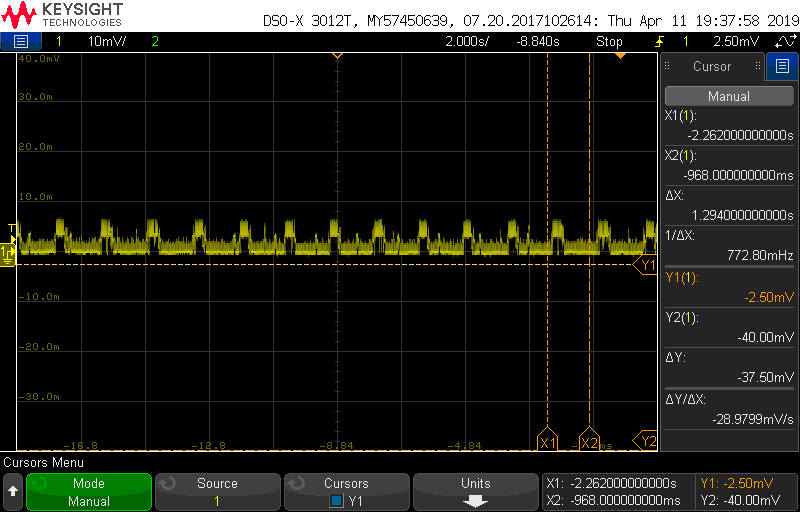 KEYSIGHT
TECHNOLOGIES
DSO-X 3012T, MY57450639, 07.20.2017102614: Thu Apr 11 19:37:58 2019
1 10mV/ 2 2.000s/ -8.840s Stop 1 2.50mV
40.0mV
30.0m
20.0m
10.0m
-10.0m
-20.0m
-30.0m
-16.8 -12.8 -8.84 -4.84
T
1
Y1
Y2
X1 X2
Cursor
Manual
X1(1):
-2.262000000000s
X2(1):
-968.000000000ms
ΔX:
1.294000000000s
1/ΔX:
772.80mHz
Y1(1):
-2.50mV
Y2(1):
-40.00mV
ΔY:
-37.50mV
ΔY/ΔX:
-28.9799mV/s
Cursors Menu
Mode
Manual
Source
1
Cursors
Y1
Units
X1: -2.262000000000s
X2: -968.000000000ms
Y1: -2.50mV
Y2: -40.00mV